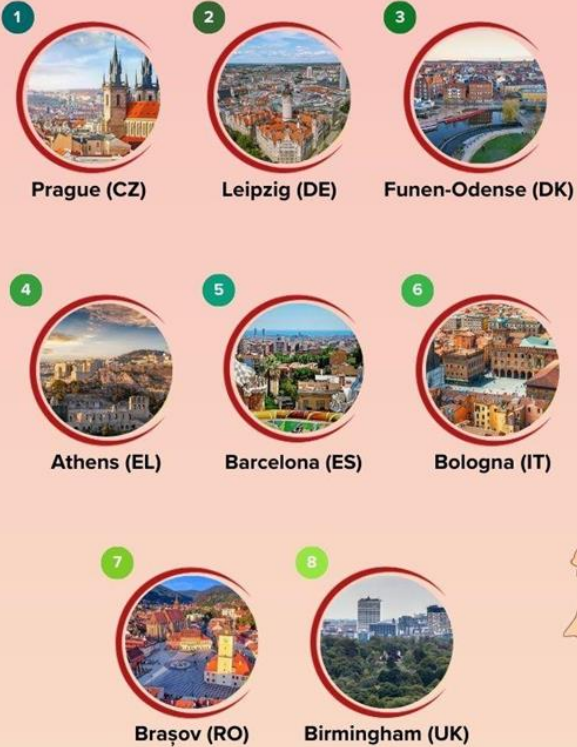 1
2
3
Prague (CZ)
Leipzig (DE)
Funen-Odense (DK)
4
5
6
Athens (EL)
Barcelona (ES)
Bologna (IT)
7
8
Brașov (RO)
Birmingham (UK)